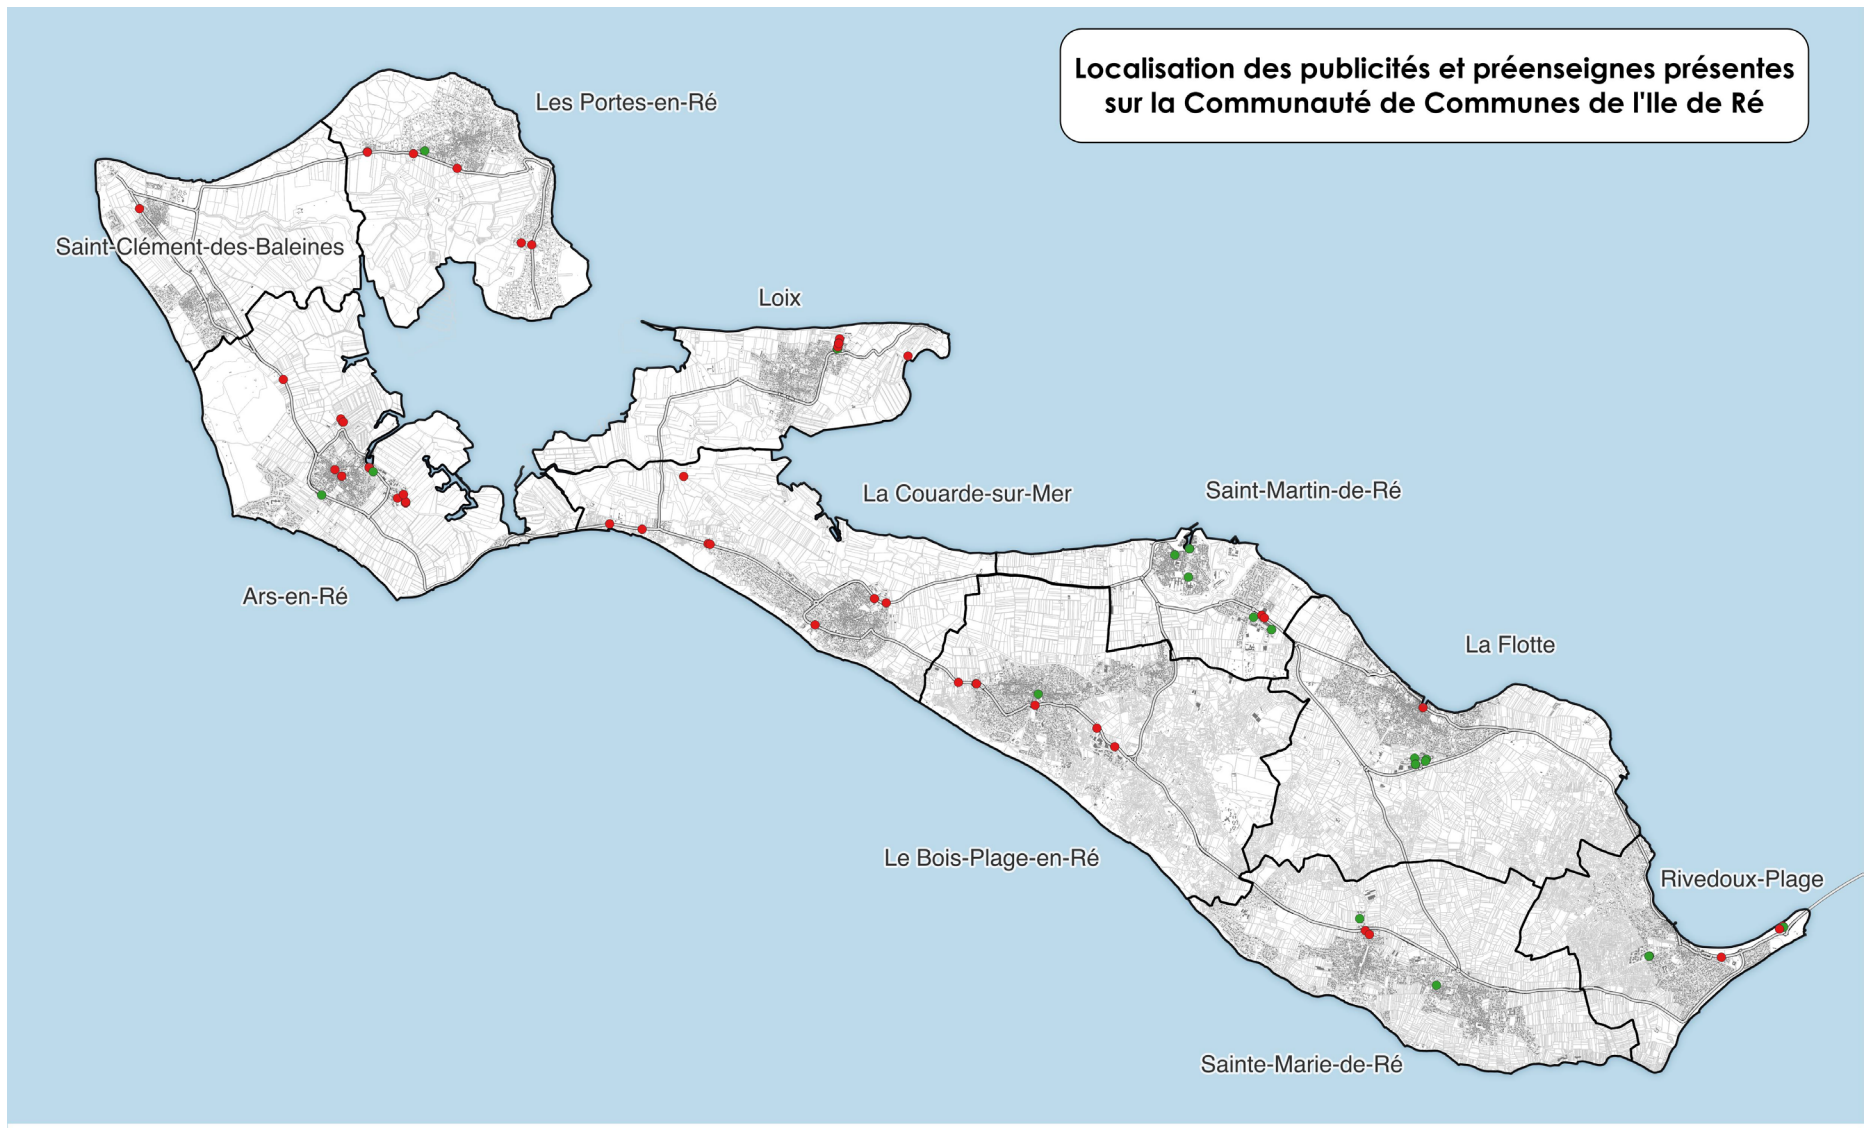 Localisation des publicités et préenseignes présentes
sur la Communauté de Communes de l'Ile de Ré
Les Portes-en-Ré
Saint-Clément-des-Baleines
Loix
La Couarde-sur-Mer
Saint-Martin-de-Ré
Ars-en-Ré
La Flotte
Le Bois-Plage-en-Ré
Rivedoux-Plage
Sainte-Marie-de-Ré